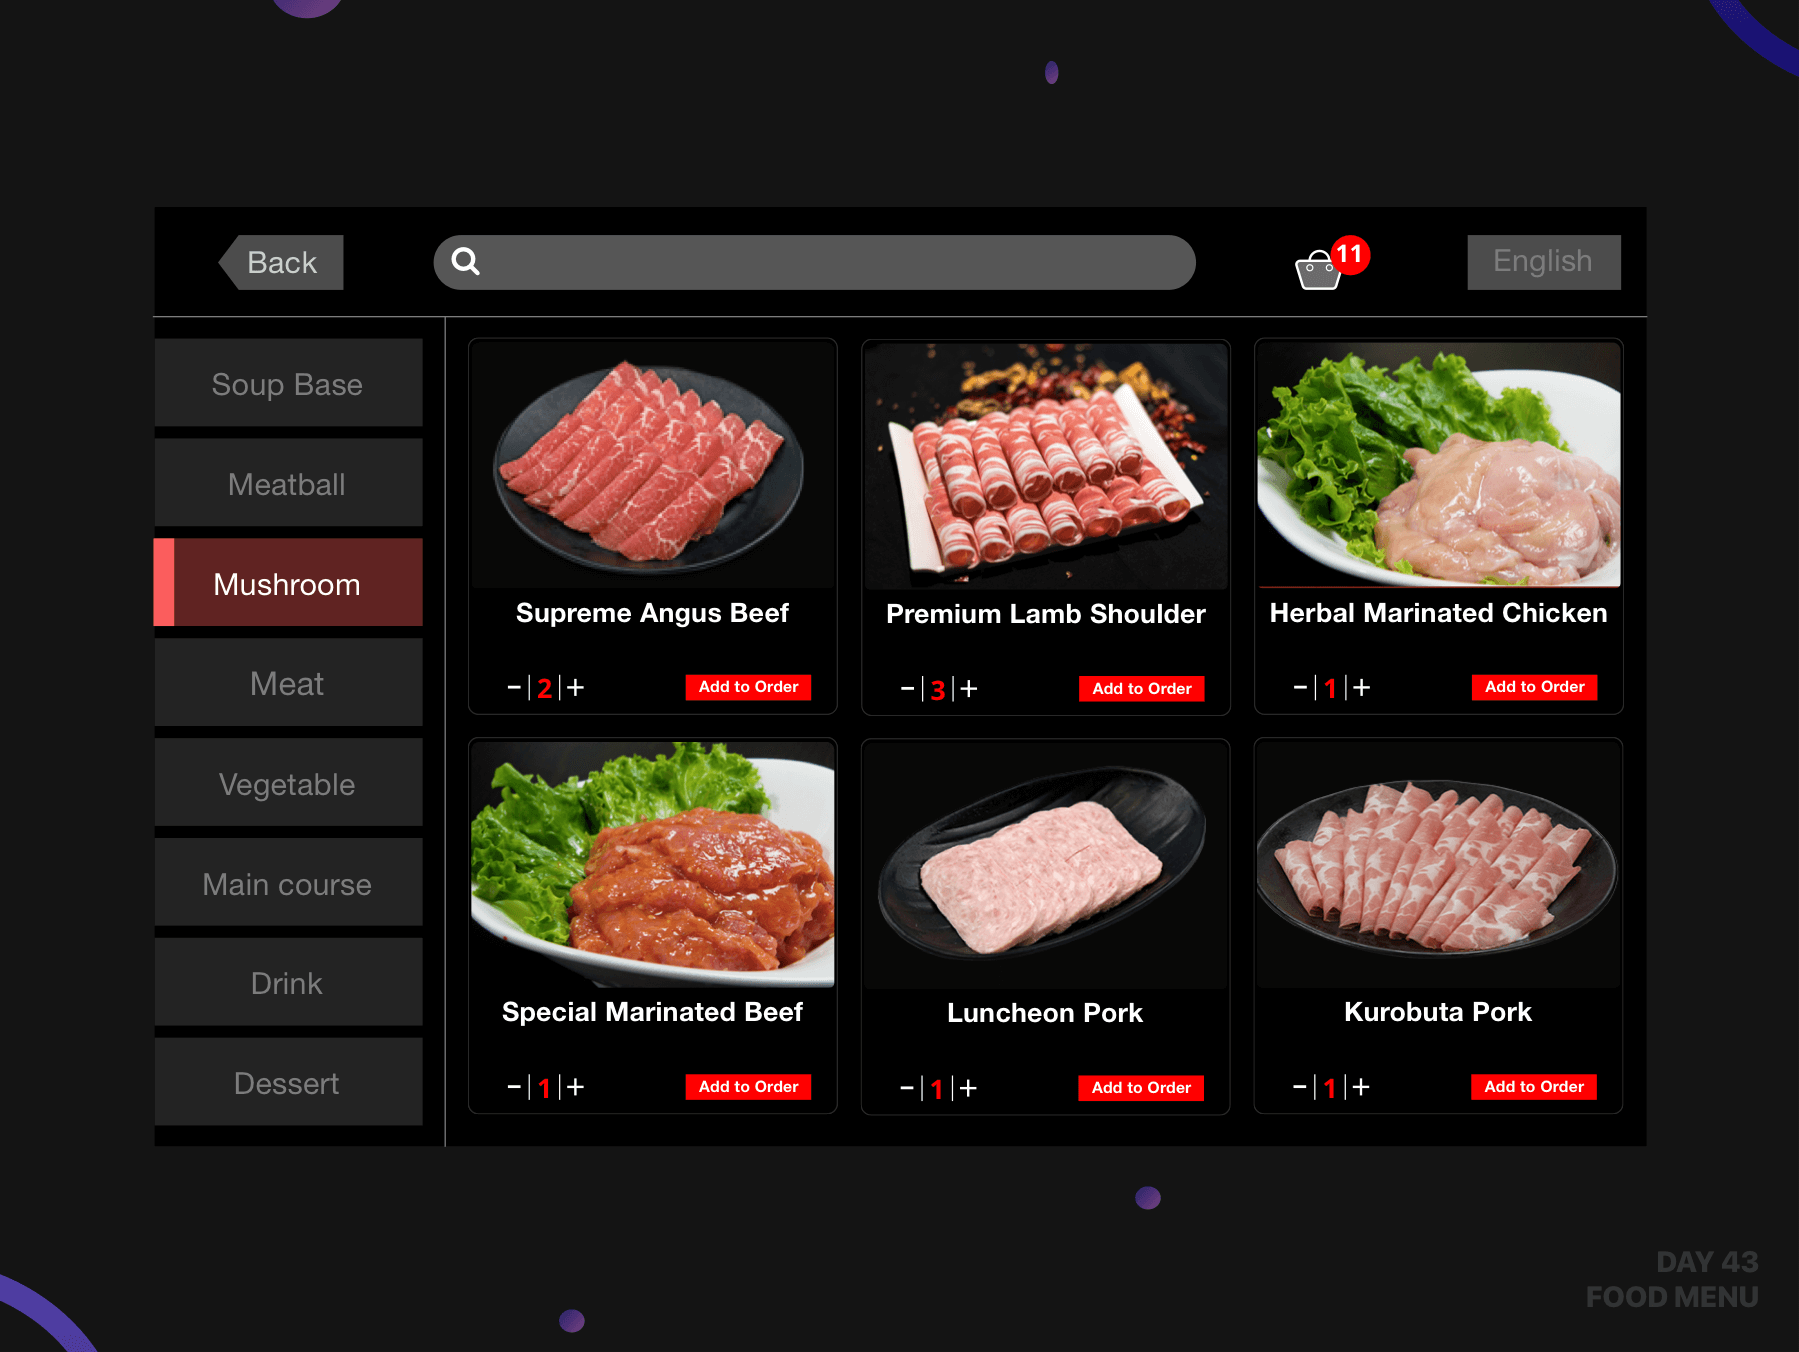 Back
11
English
Soup Base
Meatball
Mushroom
Meat
Vegetable
Main course
Drink
Dessert
Supreme Angus Beef
− | 2 | + Add to Order
Premium Lamb Shoulder
− | 3 | + Add to Order
Herbal Marinated Chicken
− | 1 | + Add to Order
Special Marinated Beef
− | 1 | + Add to Order
Luncheon Pork
− | 1 | + Add to Order
Kurobuta Pork
− | 1 | + Add to Order
DAY 43
FOOD MENU